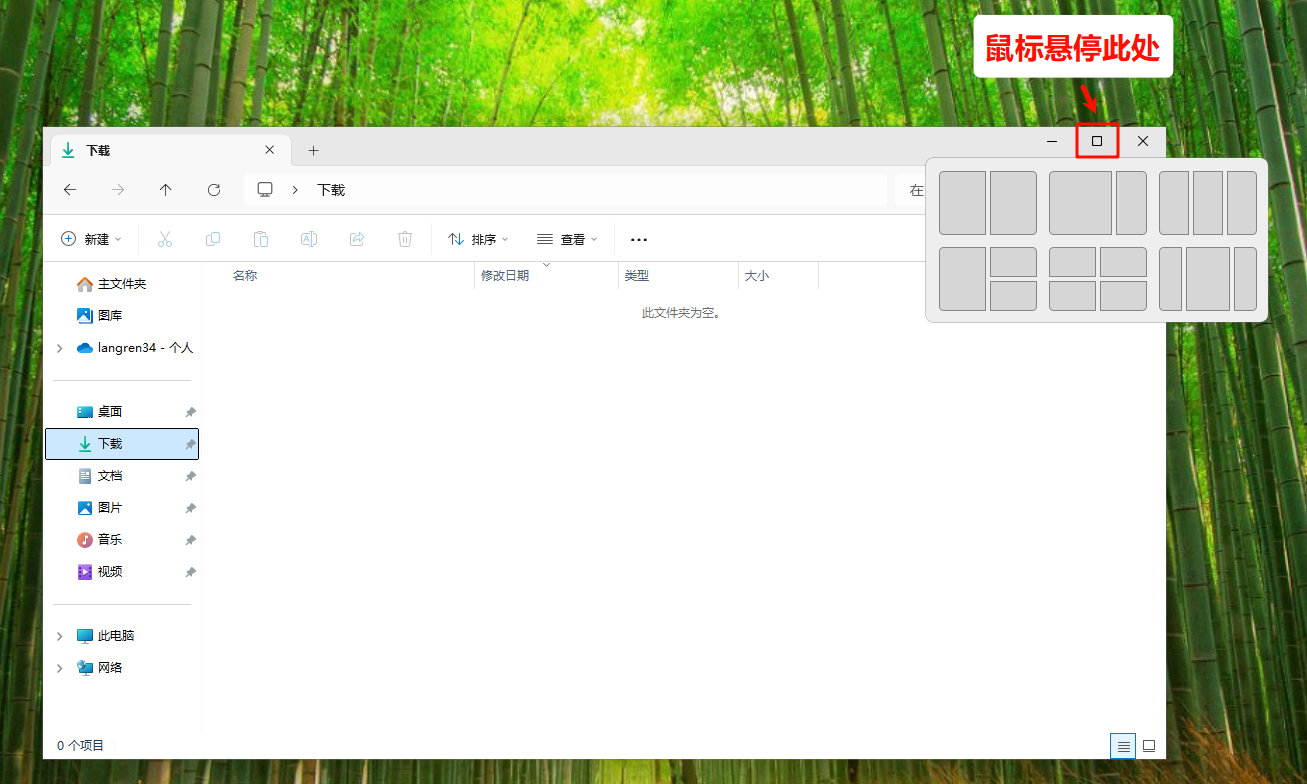 鼠标悬停此处
下载
下载
在
新建
排序
查看
名称
修改日期
类型
大小
此文件夹为空。
主文件夹
图库
langren34 - 个人
桌面
下载
文档
图片
音乐
视频
此电脑
网络
0 个项目